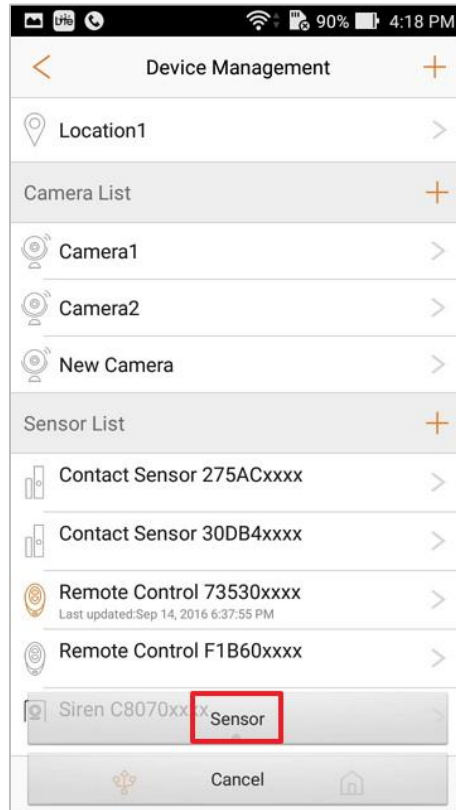 90% 4:18 PM
Device Management
Location1
Camera List
Camera1
Camera2
New Camera
Sensor List
Contact Sensor 275ACxxxx
Contact Sensor 30DB4xxxx
Remote Control 73530xxxx
Last updated:Sep 14, 2016 6:37:55 PM
Remote Control F1B60xxxx
Siren C8070xxxx
Sensor
Cancel